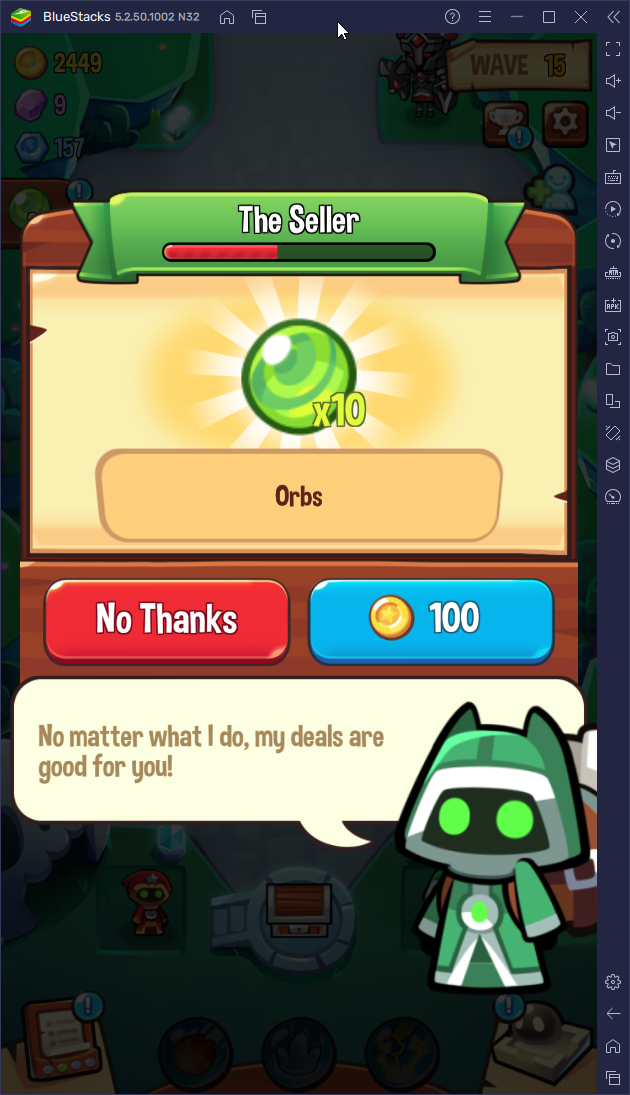 BlueStacks 5.2.50.1002 N32
2449
9
157
WAVE 15
The Seller
x10
Orbs
No Thanks
100
No matter what I do, my deals are
good for you!